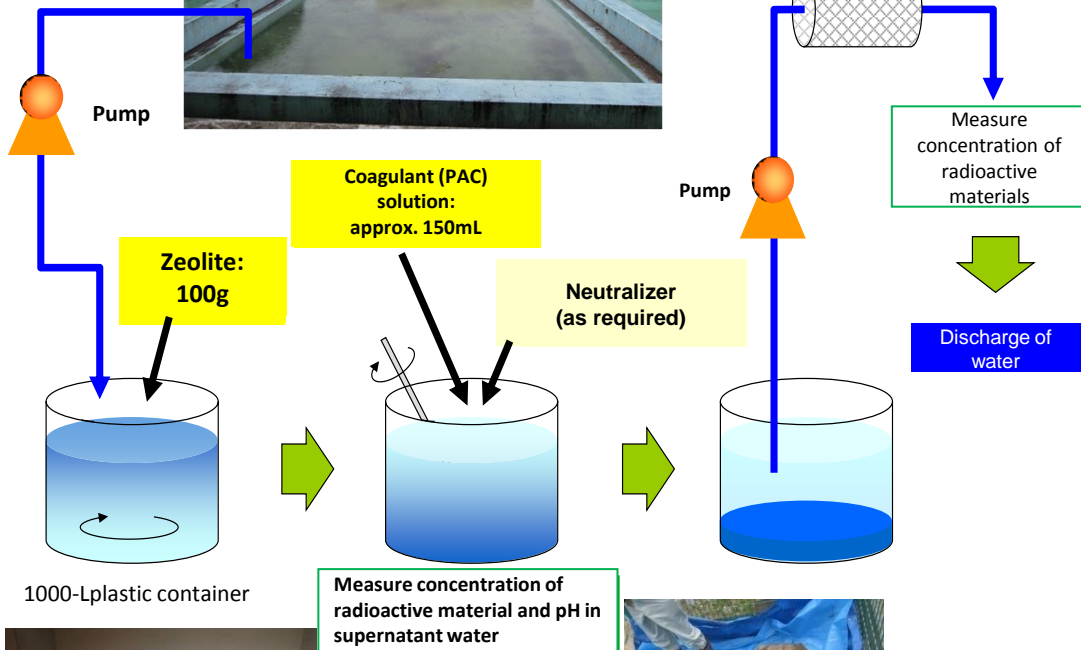 Pump
Coagulant (PAC)
solution:
approx. 150mL
Zeolite:
100g
Neutralizer
(as required)
Pump
Measure
concentration of
radioactive
materials
Discharge of
water
1000-Lplastic container
Measure concentration of
radioactive material and pH in
supernatant water